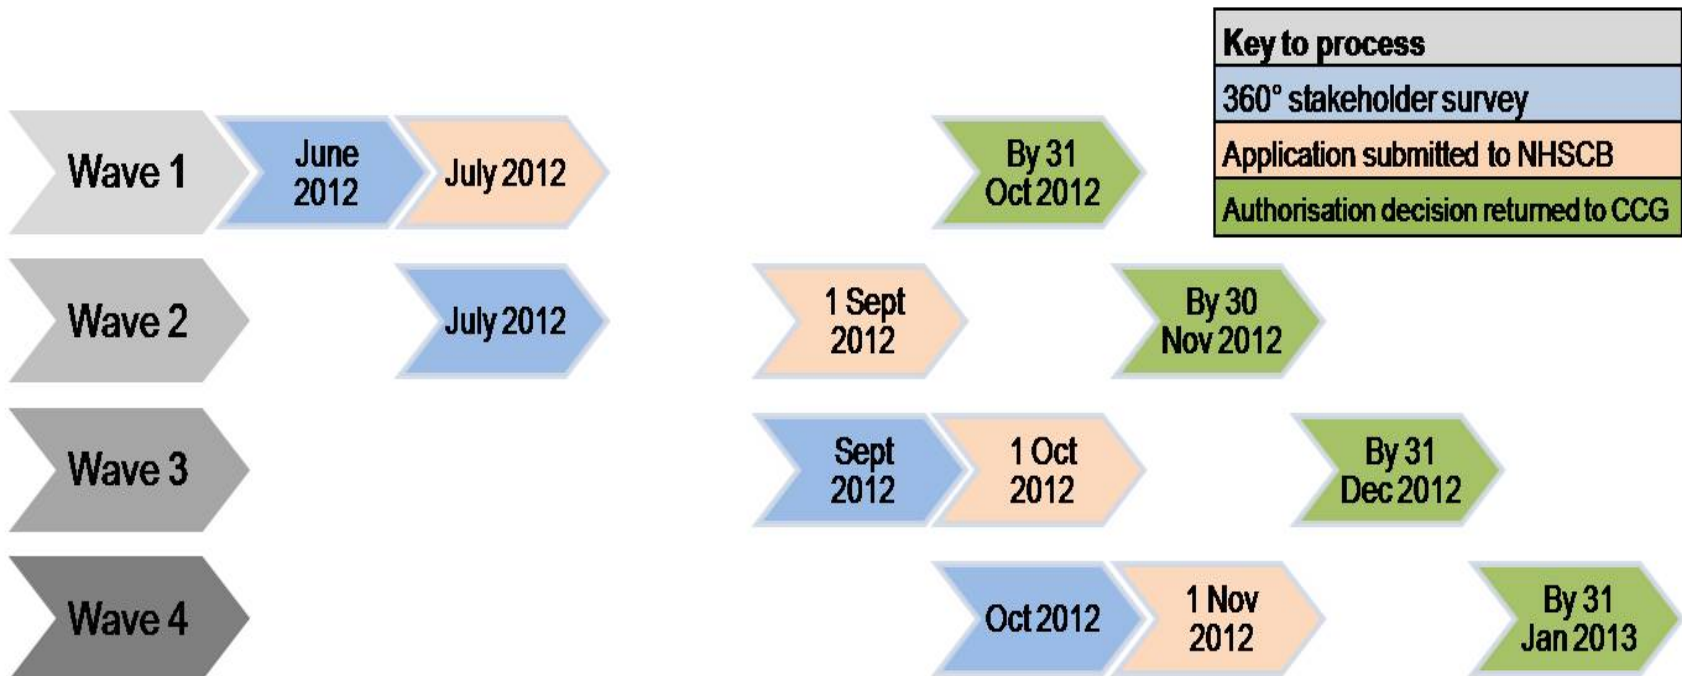 Key to process
360° stakeholder survey
Application submitted to NHSCB
Authorisation decision returned to CCG
Wave 1
June
2012
July 2012
By 31
Oct 2012
Wave 2
July 2012
1 Sept
2012
By 30
Nov 2012
Wave 3
Sept
2012
1 Oct
2012
By 31
Dec 2012
Wave 4
Oct 2012
1 Nov
2012
By 31
Jan 2013